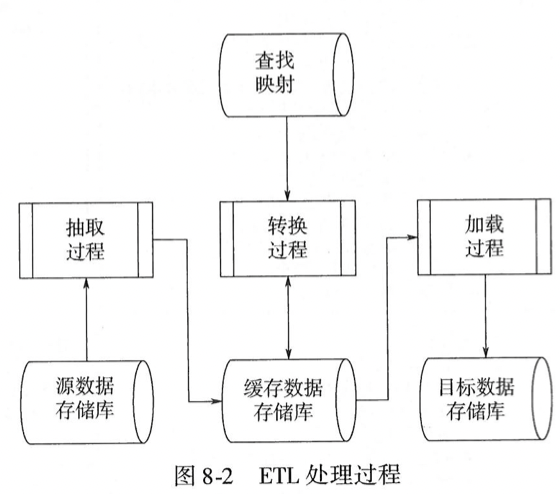 查找
映射
抽取
过程
转换
过程
加载
过程
源数据
存储库
缓存数据
存储库
目标数据
存储库
图 8-2 ETL 处理过程